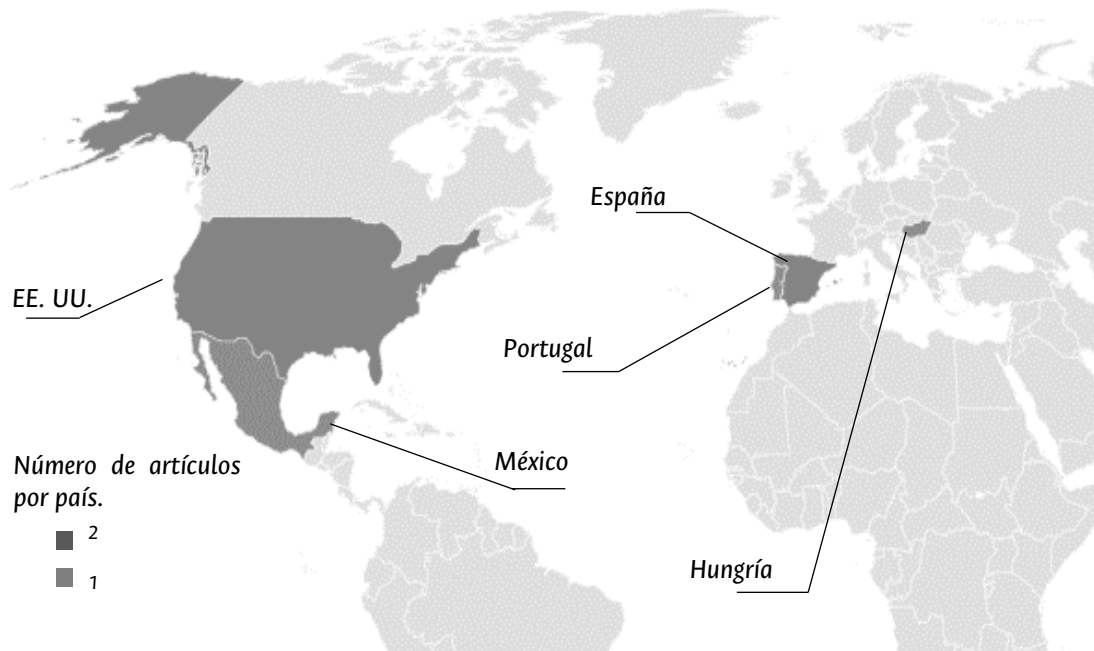 España
EE. UU.
Portugal
México
Número de artículos
por país.
2
1
Hungría